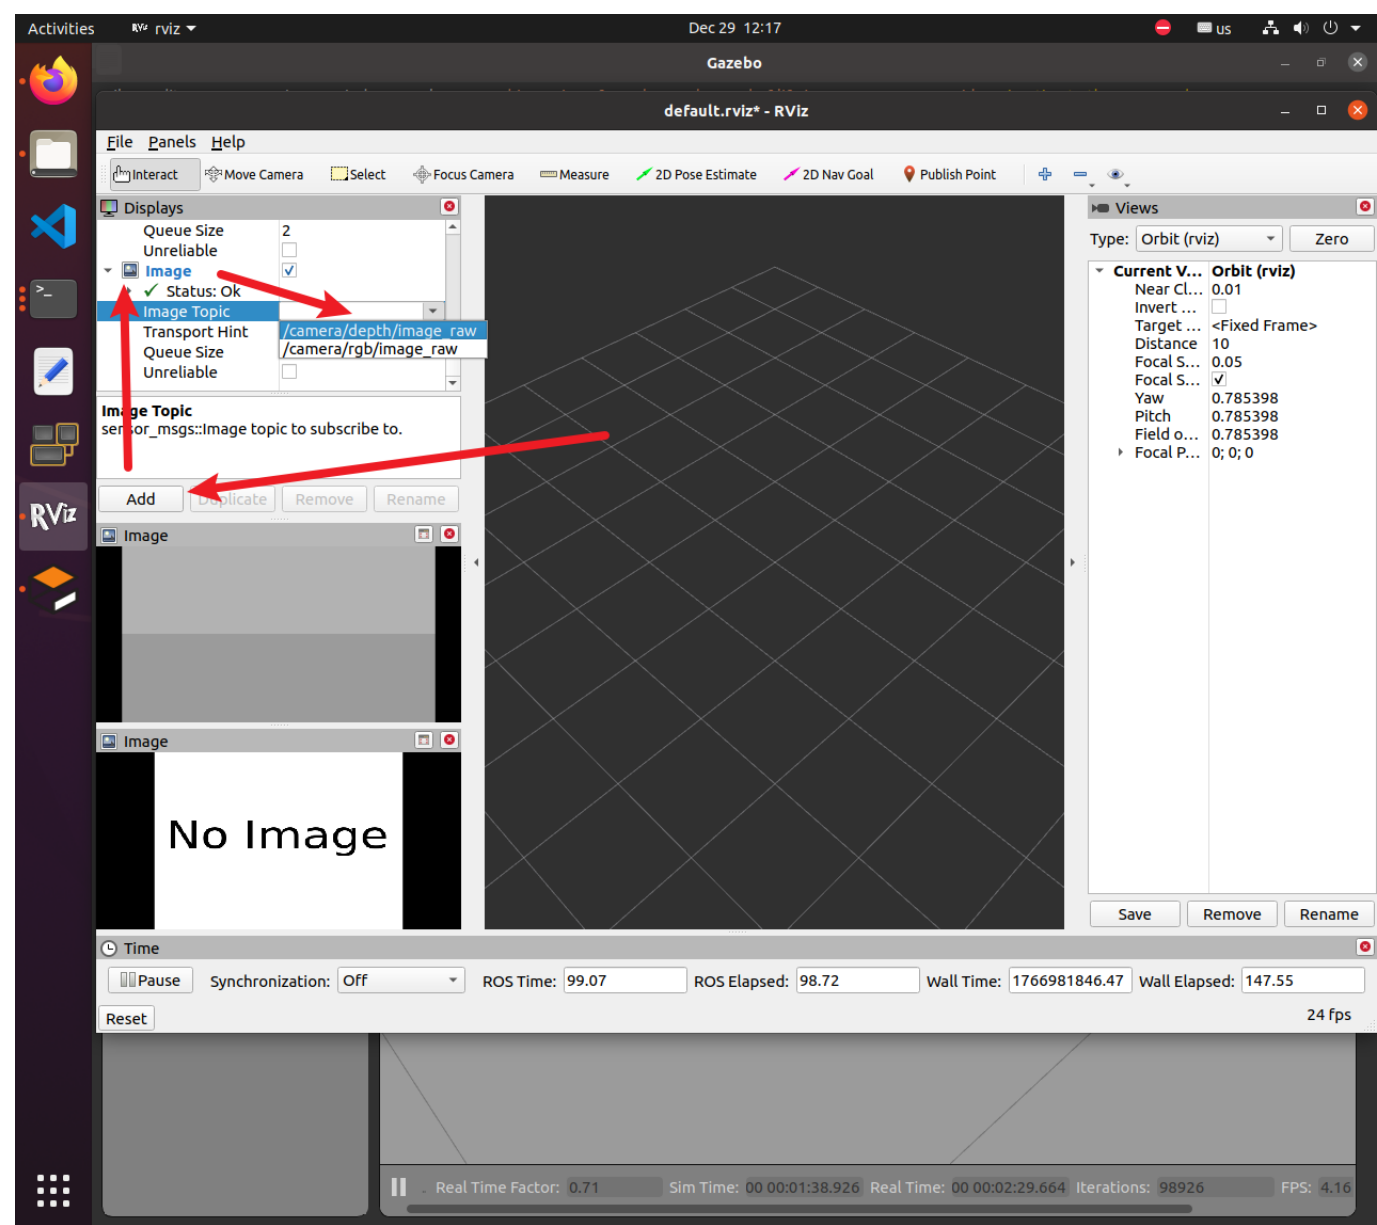 Activities
RViz rviz
Dec 29 12:17
us
Gazebo
default.rviz* - RViz
File Panels Help
Interact Move Camera Select Focus Camera Measure 2D Pose Estimate 2D Nav Goal Publish Point
Displays
Queue Size 2
Unreliable
Image
Status: Ok
Image Topic
Transport Hint
Queue Size
Unreliable
/camera/depth/image_raw
/camera/rgb/image_raw
Image Topic
sensor_msgs::Image topic to subscribe to.
Add Duplicate Remove Rename
RViz
Image
Image
No Image
Views
Type: Orbit (rviz) Zero
Current V... Orbit (rviz)
Near Cl... 0.01
Invert ...
Target ... <Fixed Frame>
Distance 10
Focal S... 0.05
Focal S...
Yaw 0.785398
Pitch 0.785398
Field o... 0.785398
Focal P... 0; 0; 0
Save Remove Rename
Time
Pause Synchronization: Off ROS Time: 99.07 ROS Elapsed: 98.72 Wall Time: 1766981846.47 Wall Elapsed: 147.55
Reset 24 fps
Real Time Factor: 0.71 Sim Time: 00 00:01:38.926 Real Time: 00 00:02:29.664 Iterations: 98926 FPS: 4.16